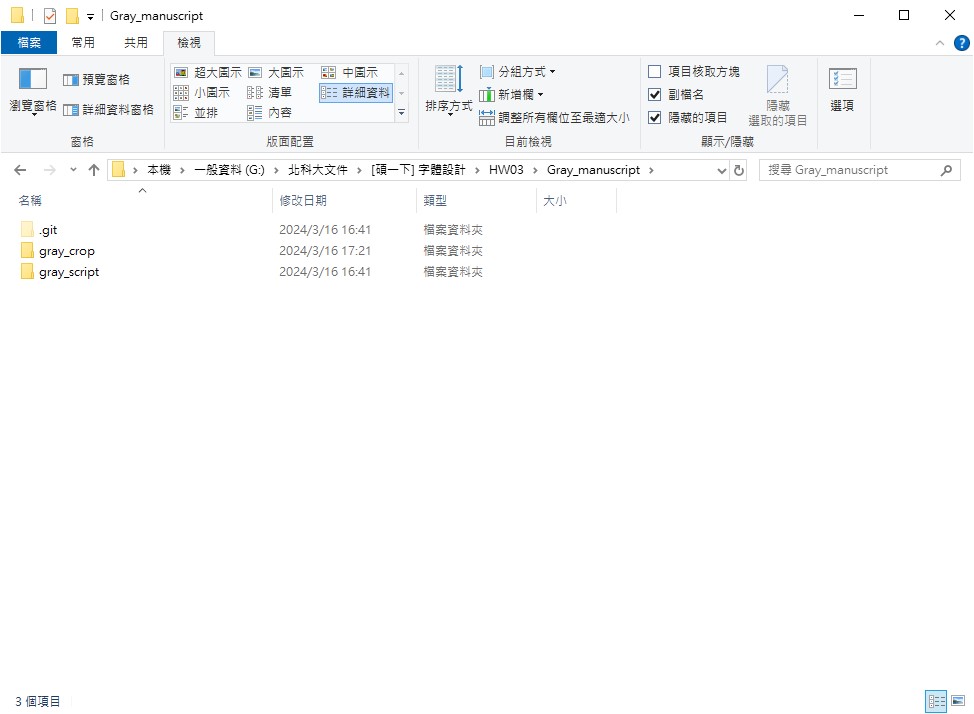 Gray_manuscript
檔案 常用 共用 檢視
瀏覽窗格 預覽窗格 詳細資料窗格
窗格
超大圖示 大圖示 中圖示
小圖示 清單 詳細資料
並排 內容
版面配置
排序方式
分組方式
新增欄
調整所有欄位至最適大小
目前檢視
項目核取方塊
副檔名
隱藏的項目
隱藏
選取的項目
顯示/隱藏
選項
本機 > 一般資料 (G:) > 北科大文件 > [碩一下] 字體設計 > HW03 > Gray_manuscript >
搜尋 Gray_manuscript
名稱 修改日期 類型 大小
.git 2024/3/16 16:41 檔案資料夾
gray_crop 2024/3/16 17:21 檔案資料夾
gray_script 2024/3/16 16:41 檔案資料夾
3 個項目